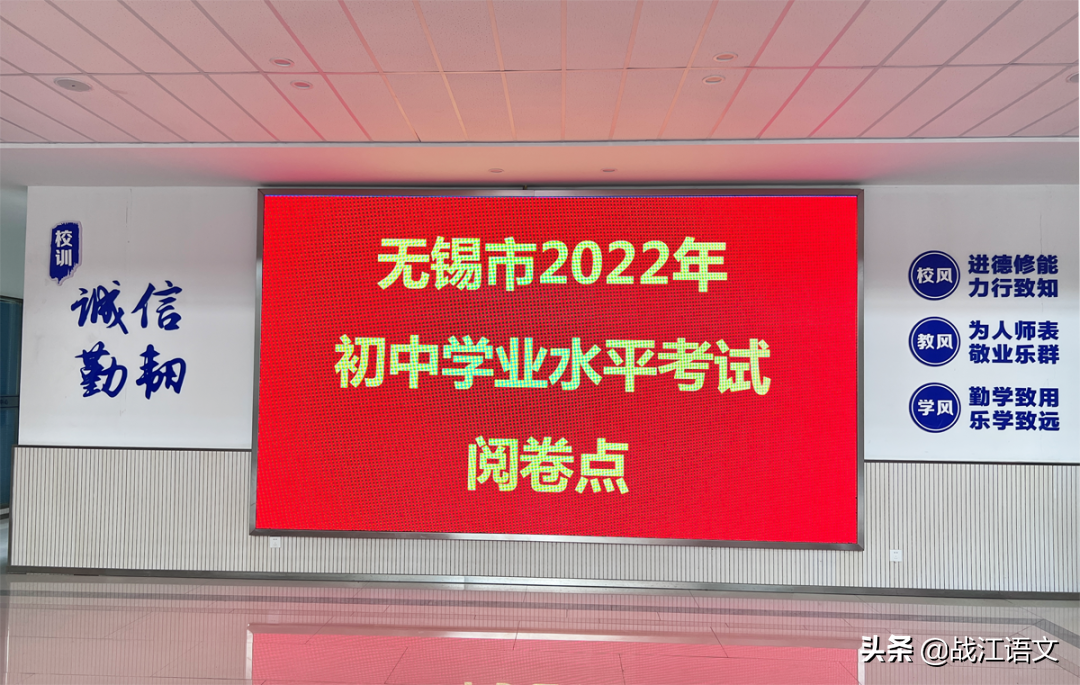 校训
诚信
勤韧
无锡市2022年
初中学业水平考试
阅卷点
校风
进德修能
力行致知
教风
为人师表
敬业乐群
学风
勤学致用
乐学致远
头条 @战江语文